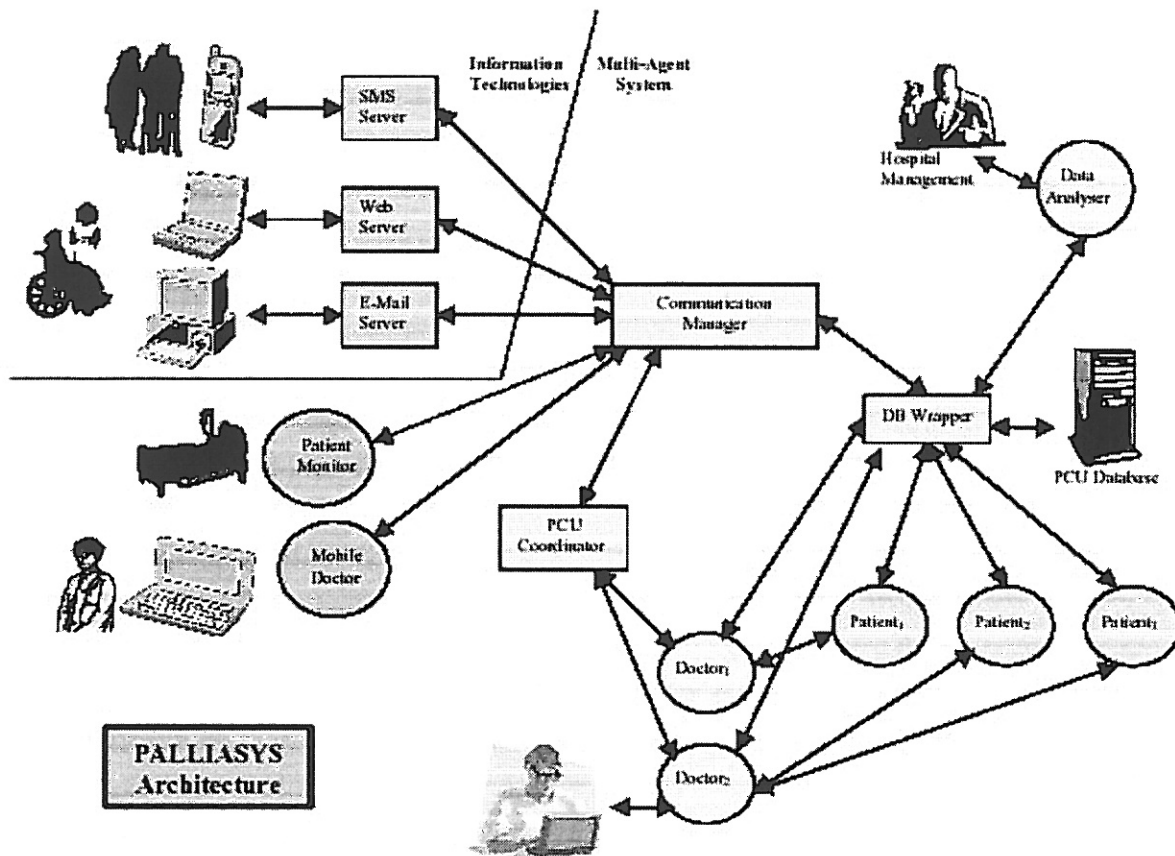 Information
Technologies
Multi-Agent
System
SMS
Server
Web
Server
E-Mail
Server
Hospital
Management
Data
Analyser
Communication
Manager
DB Wrapper
PCU Database
Patient
Monitor
Mobile
Doctor
PCU
Coordinator
Patient₁
Patient₂
Patient₃
Doctor₁
Doctor₂
PALLIASYS
Architecture